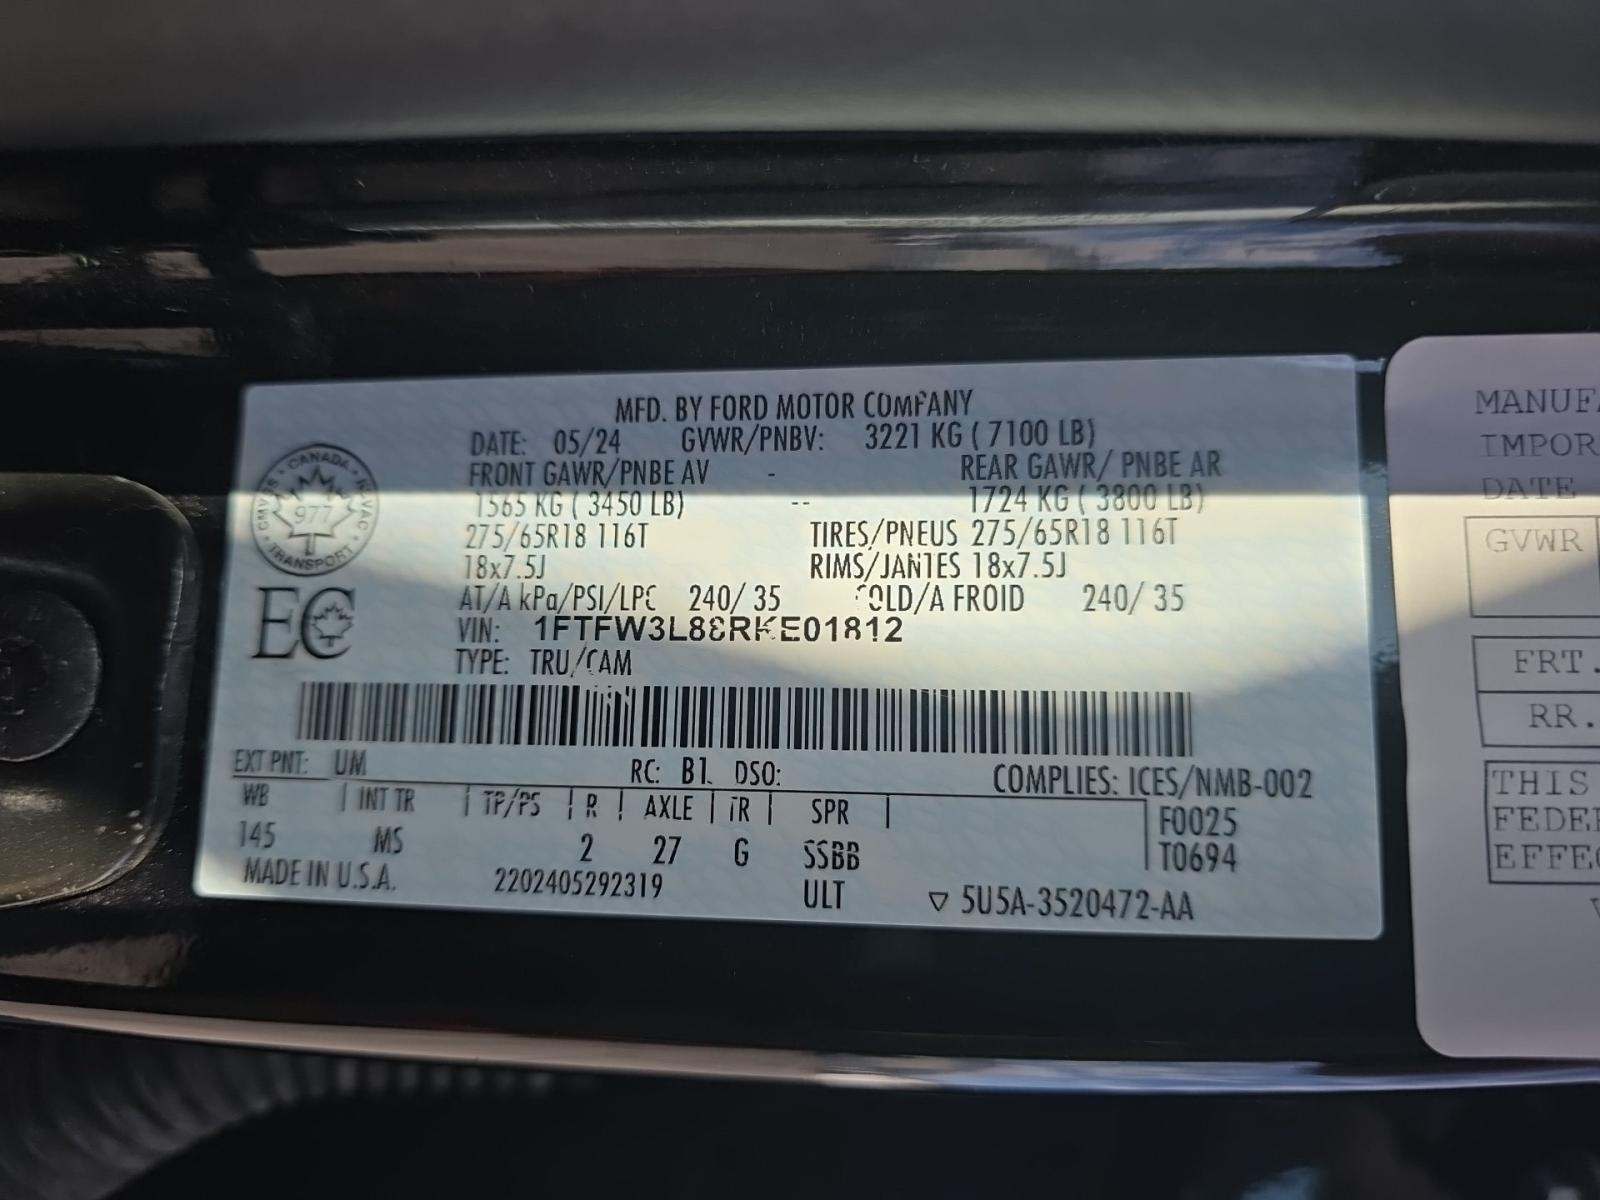 MFD. BY FORD MOTOR COMPANY
DATE: 05/24 GVWR/PNBV: 3221 KG ( 7100 LB)
FRONT GAWR/PNBE AV - REAR GAWR/ PNBE AR
1565 KG ( 3450 LB) -- 1724 KG ( 3800 LB)
275/65R18 116T TIRES/PNEUS 275/65R18 116T
18x7.5J RIMS/JANTES 18x7.5J
AT/A kPa/PSI/LPC 240/ 35 COLD/A FROID 240/ 35
VIN: 1FTFW3L88RKE01812
TYPE: TRU/CAM
CANADA
CMVSS
NSVAC
977
TRANSPORT
EC
EXT PNT: UM RC: B1 DSO: COMPLIES: ICES/NMB-002
WB | INT TR | TP/PS | R | AXLE | TR | SPR | F0025
145 MS 2 27 G SSBB T0694
MADE IN U.S.A. 2202405292319 ULT ▽ 5U5A-3520472-AA
MANUFA
IMPOR
DATE
GVWR
FRT.
RR.
THIS
FEDER
EFFEC